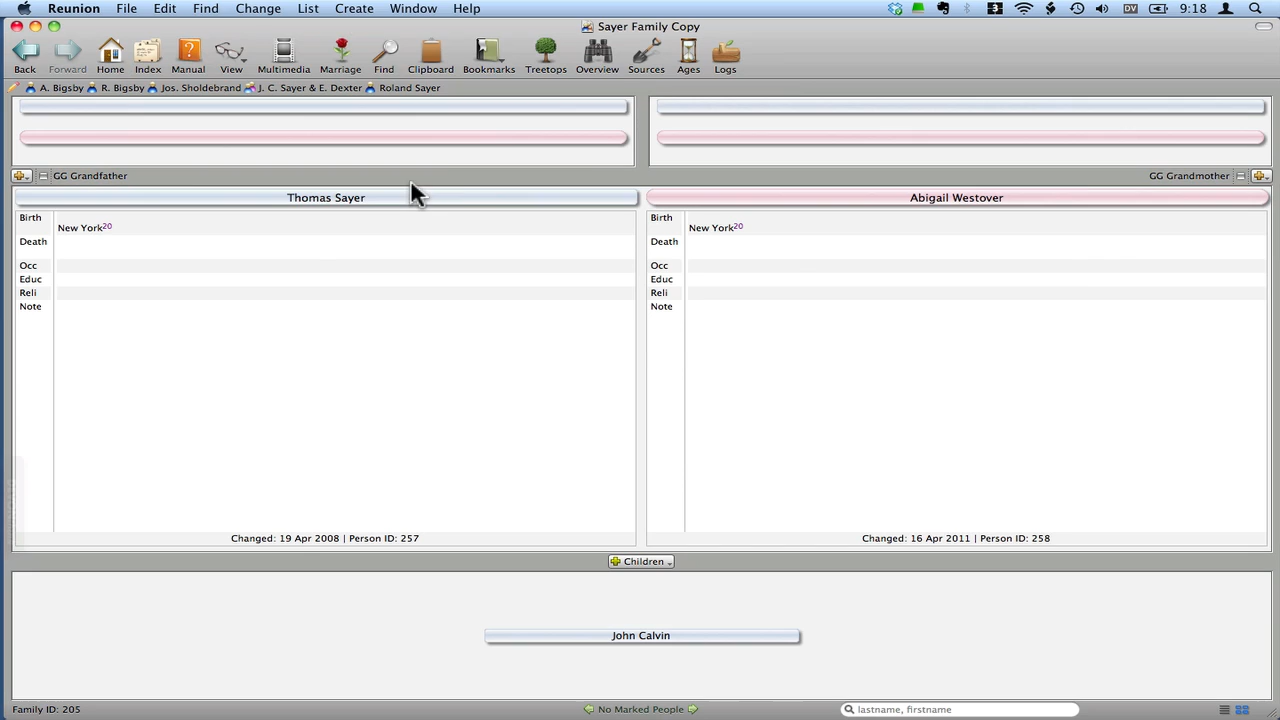 Reunion File Edit Find Change List Create Window Help 3 DV 9:18
Sayer Family Copy
Back Forward Home Index Manual View Multimedia Marriage Find Clipboard Bookmarks Treetops Overview Sources Ages Logs
A. Bigsby R. Bigsby Jos. Sholdebrand J. C. Sayer & E. Dexter Roland Sayer
GG Grandfather GG Grandmother
Thomas Sayer Abigail Westover
Birth Birth
New York20 New York20
Death Death
Occ Occ
Educ Educ
Reli Reli
Note Note
Changed: 19 Apr 2008 | Person ID: 257 Changed: 16 Apr 2011 | Person ID: 258
Children
John Calvin
Family ID: 205 No Marked People lastname, firstname